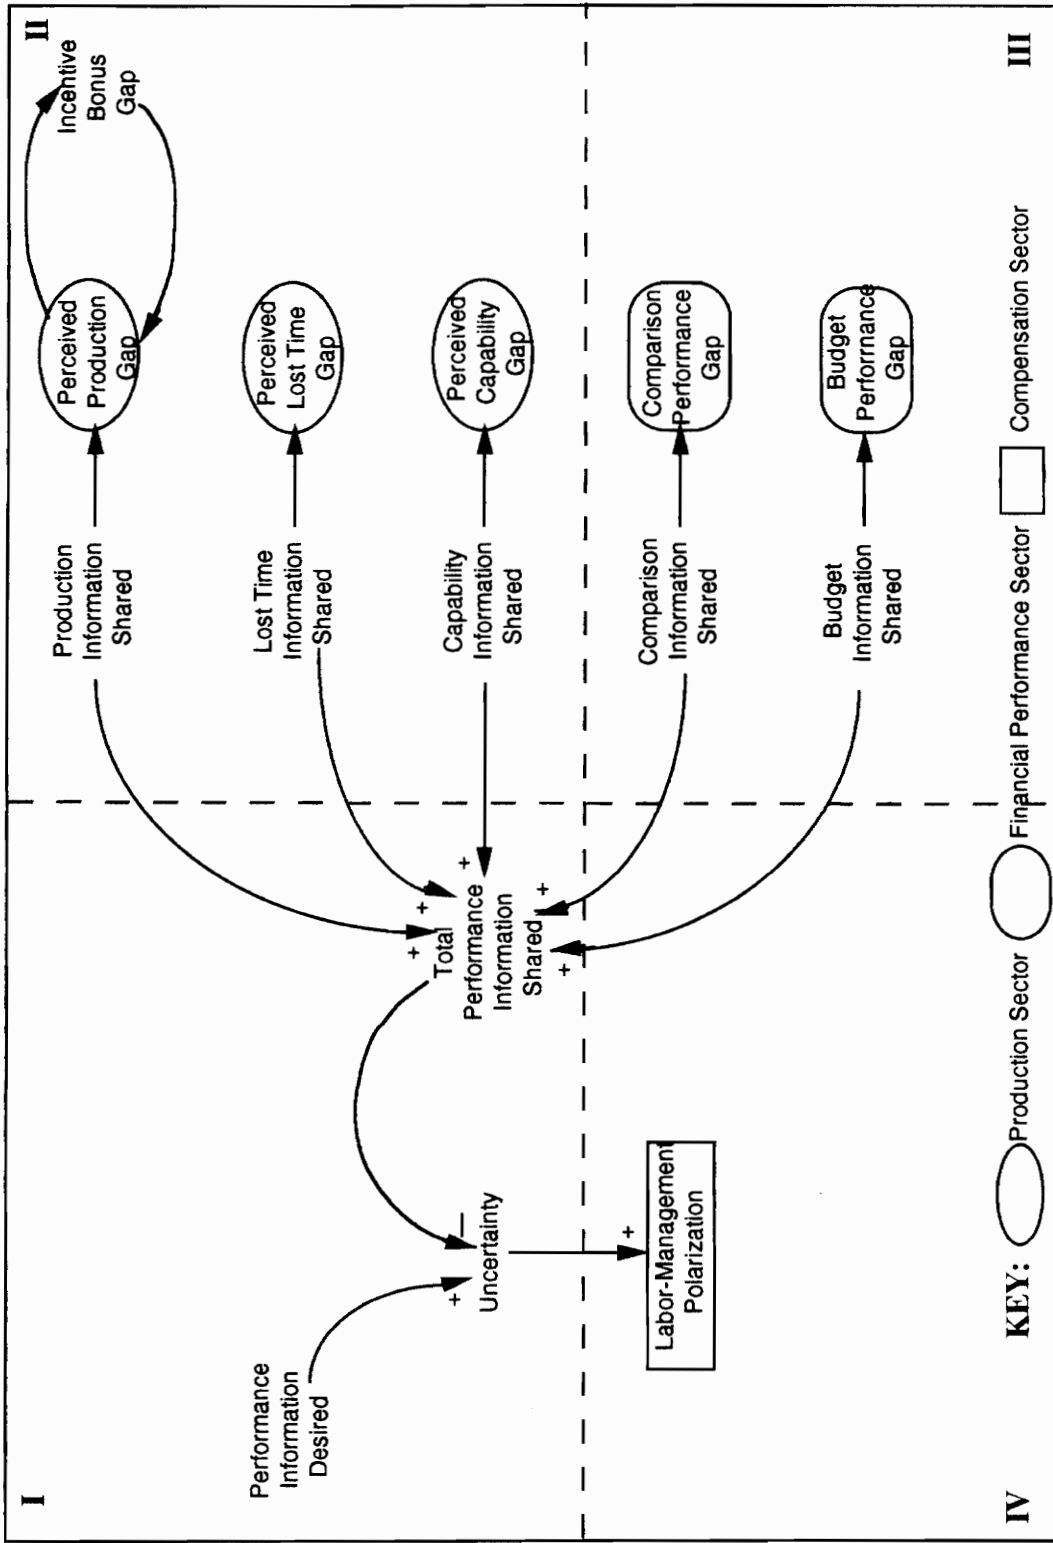 I
II
Performance
Information
Desired
Uncertainty
+
—
Total
Performance
Information
Shared
+
+
+
+
+
Production
Information
Shared
Lost Time
Information
Shared
Capability
Information
Shared
Perceived
Production
Gap
Perceived
Lost Time
Gap
Perceived
Capability
Gap
Incentive
Bonus
Gap
Labor-Management
Polarization
+
Comparison
Information
Shared
Budget
Information
Shared
Comparison
Performance
Gap
Budget
Performance
Gap
IV
KEY:
Production Sector
Financial Performance Sector
Compensation Sector
III